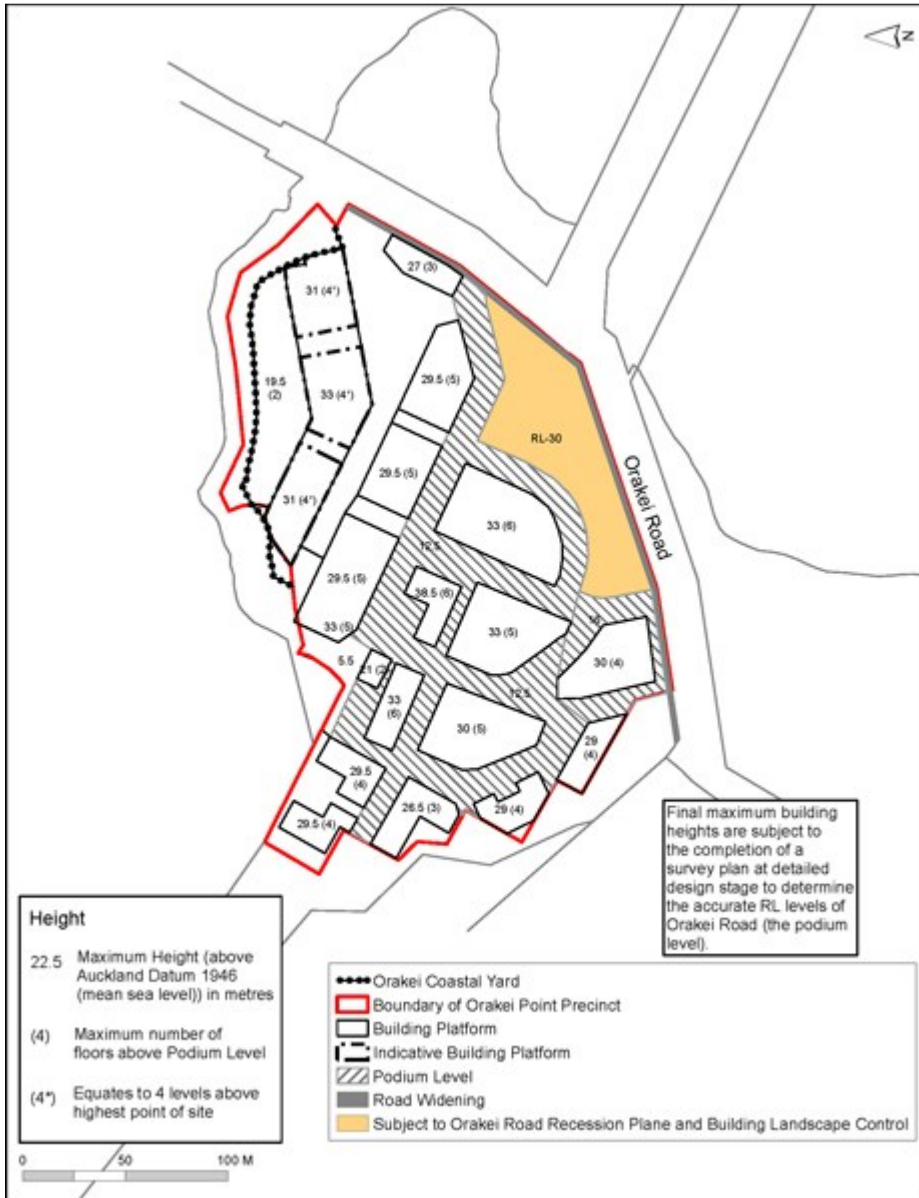 N
27 (3)
31 (4*)
19.5
(2)
29.5 (5)
33 (4*)
RL-30
Orakei Road
29.5 (5)
31 (4*)
33 (6)
12.5
29.5 (5)
38.5 (6)
33 (5)
33 (5)
16
30 (4)
5.5
21 (2)
33
(6)
12.5
30 (5)
29
(4)
29.5
(4)
26.5 (3)
29 (4)
29.5 (4)
Final maximum building
heights are subject to
the completion of a
survey plan at detailed
design stage to determine
the accurate RL levels of
Orakei Road (the podium
level).
Height
22.5 Maximum Height (above
Auckland Datum 1946
(mean sea level)) in metres
(4) Maximum number of
floors above Podium Level
(4*) Equates to 4 levels above
highest point of site
0 50 100 M
Orakei Coastal Yard
Boundary of Orakei Point Precinct
Building Platform
Indicative Building Platform
Podium Level
Road Widening
Subject to Orakei Road Recession Plane and Building Landscape Control